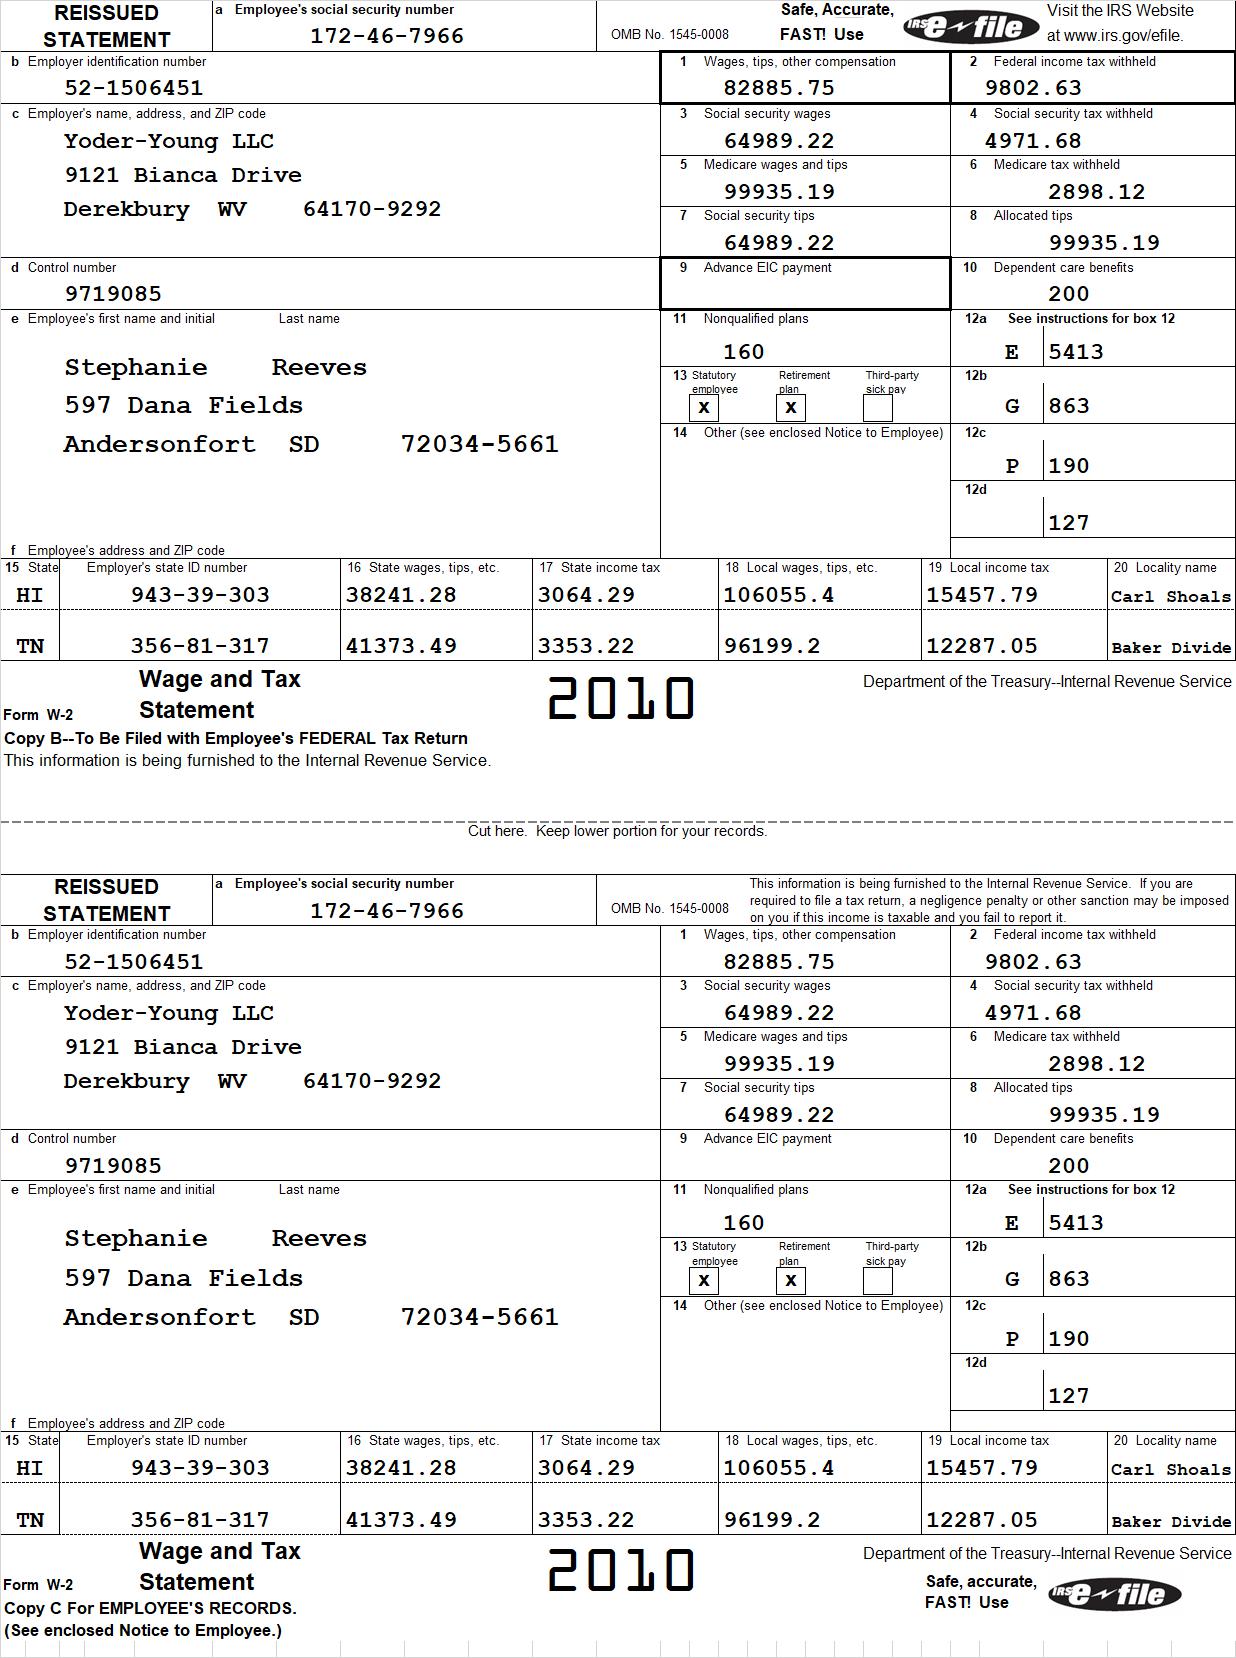 REISSUED STATEMENT
a Employee's social security number
172-46-7966
OMB No. 1545-0008
Safe, Accurate,
FAST! Use
IRS e-file
Visit the IRS Website
at www.irs.gov/efile.
b Employer identification number
52-1506451
1 Wages, tips, other compensation
82885.75
2 Federal income tax withheld
9802.63
c Employer's name, address, and ZIP code
Yoder-Young LLC
9121 Bianca Drive
Derekbury WV 64170-9292
3 Social security wages
64989.22
4 Social security tax withheld
4971.68
5 Medicare wages and tips
99935.19
6 Medicare tax withheld
2898.12
7 Social security tips
64989.22
8 Allocated tips
99935.19
d Control number
9719085
9 Advance EIC payment
10 Dependent care benefits
200
e Employee's first name and initial Last name
Stephanie Reeves
597 Dana Fields
Andersonfort SD 72034-5661
11 Nonqualified plans
160
12a See instructions for box 12
E 5413
13 Statutory employee Retirement plan Third-party sick pay
X X
12b
G 863
14 Other (see enclosed Notice to Employee)
12c
P 190
12d
127
f Employee's address and ZIP code
15 State Employer's state ID number 16 State wages, tips, etc. 17 State income tax 18 Local wages, tips, etc. 19 Local income tax 20 Locality name
HI 943-39-303 38241.28 3064.29 106055.4 15457.79 Carl Shoals
TN 356-81-317 41373.49 3353.22 96199.2 12287.05 Baker Divide
Form W-2
Wage and Tax
Statement
2010
Department of the Treasury--Internal Revenue Service
Copy B--To Be Filed with Employee's FEDERAL Tax Return
This information is being furnished to the Internal Revenue Service.
Cut here. Keep lower portion for your records.
REISSUED STATEMENT
a Employee's social security number
172-46-7966
OMB No. 1545-0008
This information is being furnished to the Internal Revenue Service. If you are
required to file a tax return, a negligence penalty or other sanction may be imposed
on you if this income is taxable and you fail to report it.
b Employer identification number
52-1506451
1 Wages, tips, other compensation
82885.75
2 Federal income tax withheld
9802.63
c Employer's name, address, and ZIP code
Yoder-Young LLC
9121 Bianca Drive
Derekbury WV 64170-9292
3 Social security wages
64989.22
4 Social security tax withheld
4971.68
5 Medicare wages and tips
99935.19
6 Medicare tax withheld
2898.12
7 Social security tips
64989.22
8 Allocated tips
99935.19
d Control number
9719085
9 Advance EIC payment
10 Dependent care benefits
200
e Employee's first name and initial Last name
Stephanie Reeves
597 Dana Fields
Andersonfort SD 72034-5661
11 Nonqualified plans
160
12a See instructions for box 12
E 5413
13 Statutory employee Retirement plan Third-party sick pay
X X
12b
G 863
14 Other (see enclosed Notice to Employee)
12c
P 190
12d
127
f Employee's address and ZIP code
15 State Employer's state ID number 16 State wages, tips, etc. 17 State income tax 18 Local wages, tips, etc. 19 Local income tax 20 Locality name
HI 943-39-303 38241.28 3064.29 106055.4 15457.79 Carl Shoals
TN 356-81-317 41373.49 3353.22 96199.2 12287.05 Baker Divide
Form W-2
Wage and Tax
Statement
2010
Department of the Treasury--Internal Revenue Service
Safe, accurate,
FAST! Use
IRS e-file
Copy C For EMPLOYEE'S RECORDS.
(See enclosed Notice to Employee.)